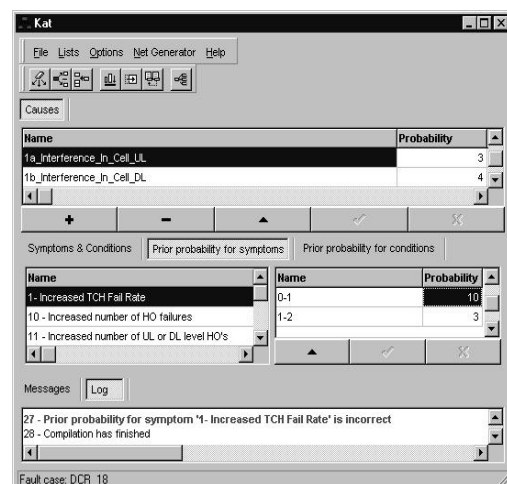 Kat
File Lists Options Net Generator Help
Causes
Name Probability
1a_Interference_In_Cell_UL 3
1b_Interference_In_Cell_DL 4
Symptoms & Conditions Prior probability for symptoms Prior probability for conditions
Name Name Probability
1- Increased TCH Fail Rate 0-1 10
10 - Increased number of HO failures 1-2 3
11 - Increased number of UL or DL level HO's
Messages Log
27 - Prior probability for symptom '1- Increased TCH Fail Rate' is incorrect
28 - Compilation has finished
Fault case: DCR_18